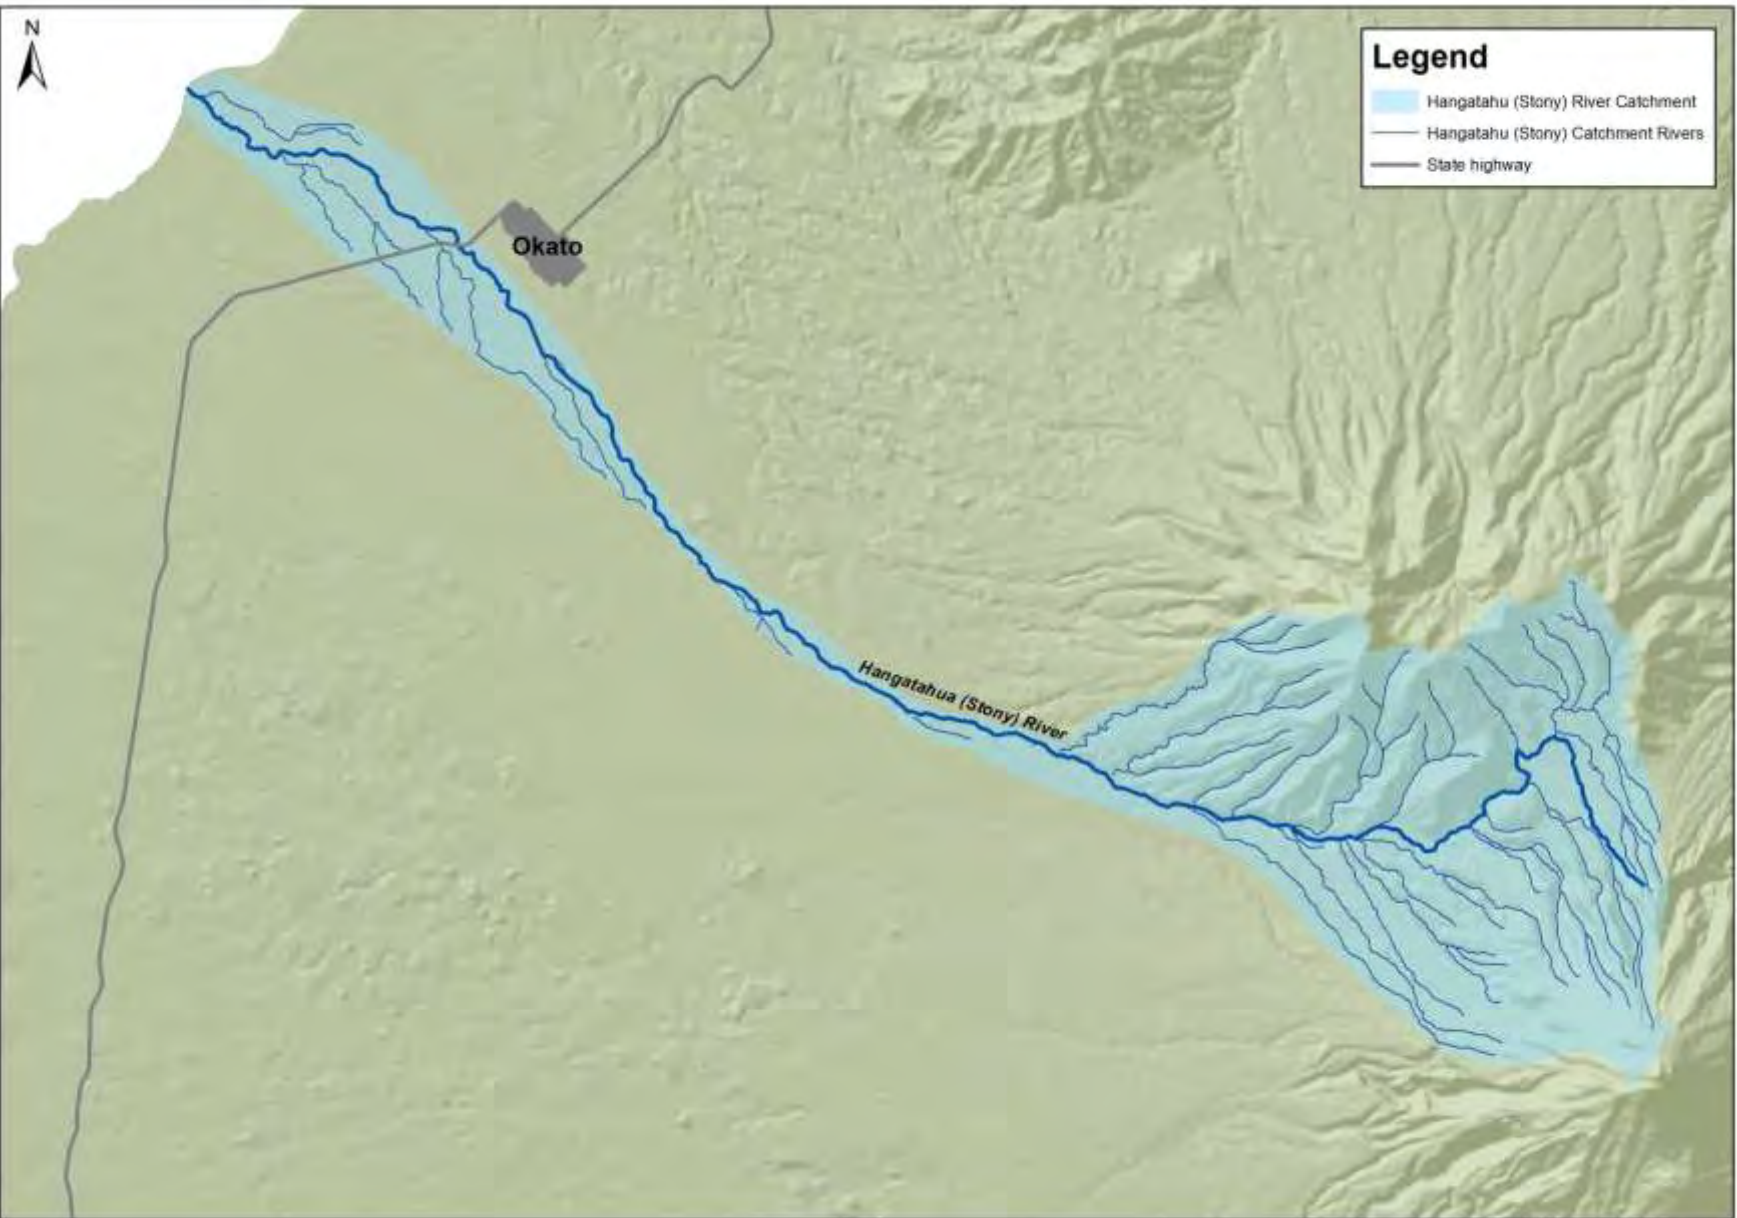 N
Legend
Hangatahu (Stony) River Catchment
Hangatahu (Stony) Catchment Rivers
State highway
Okato
Hangatahua (Stony) River